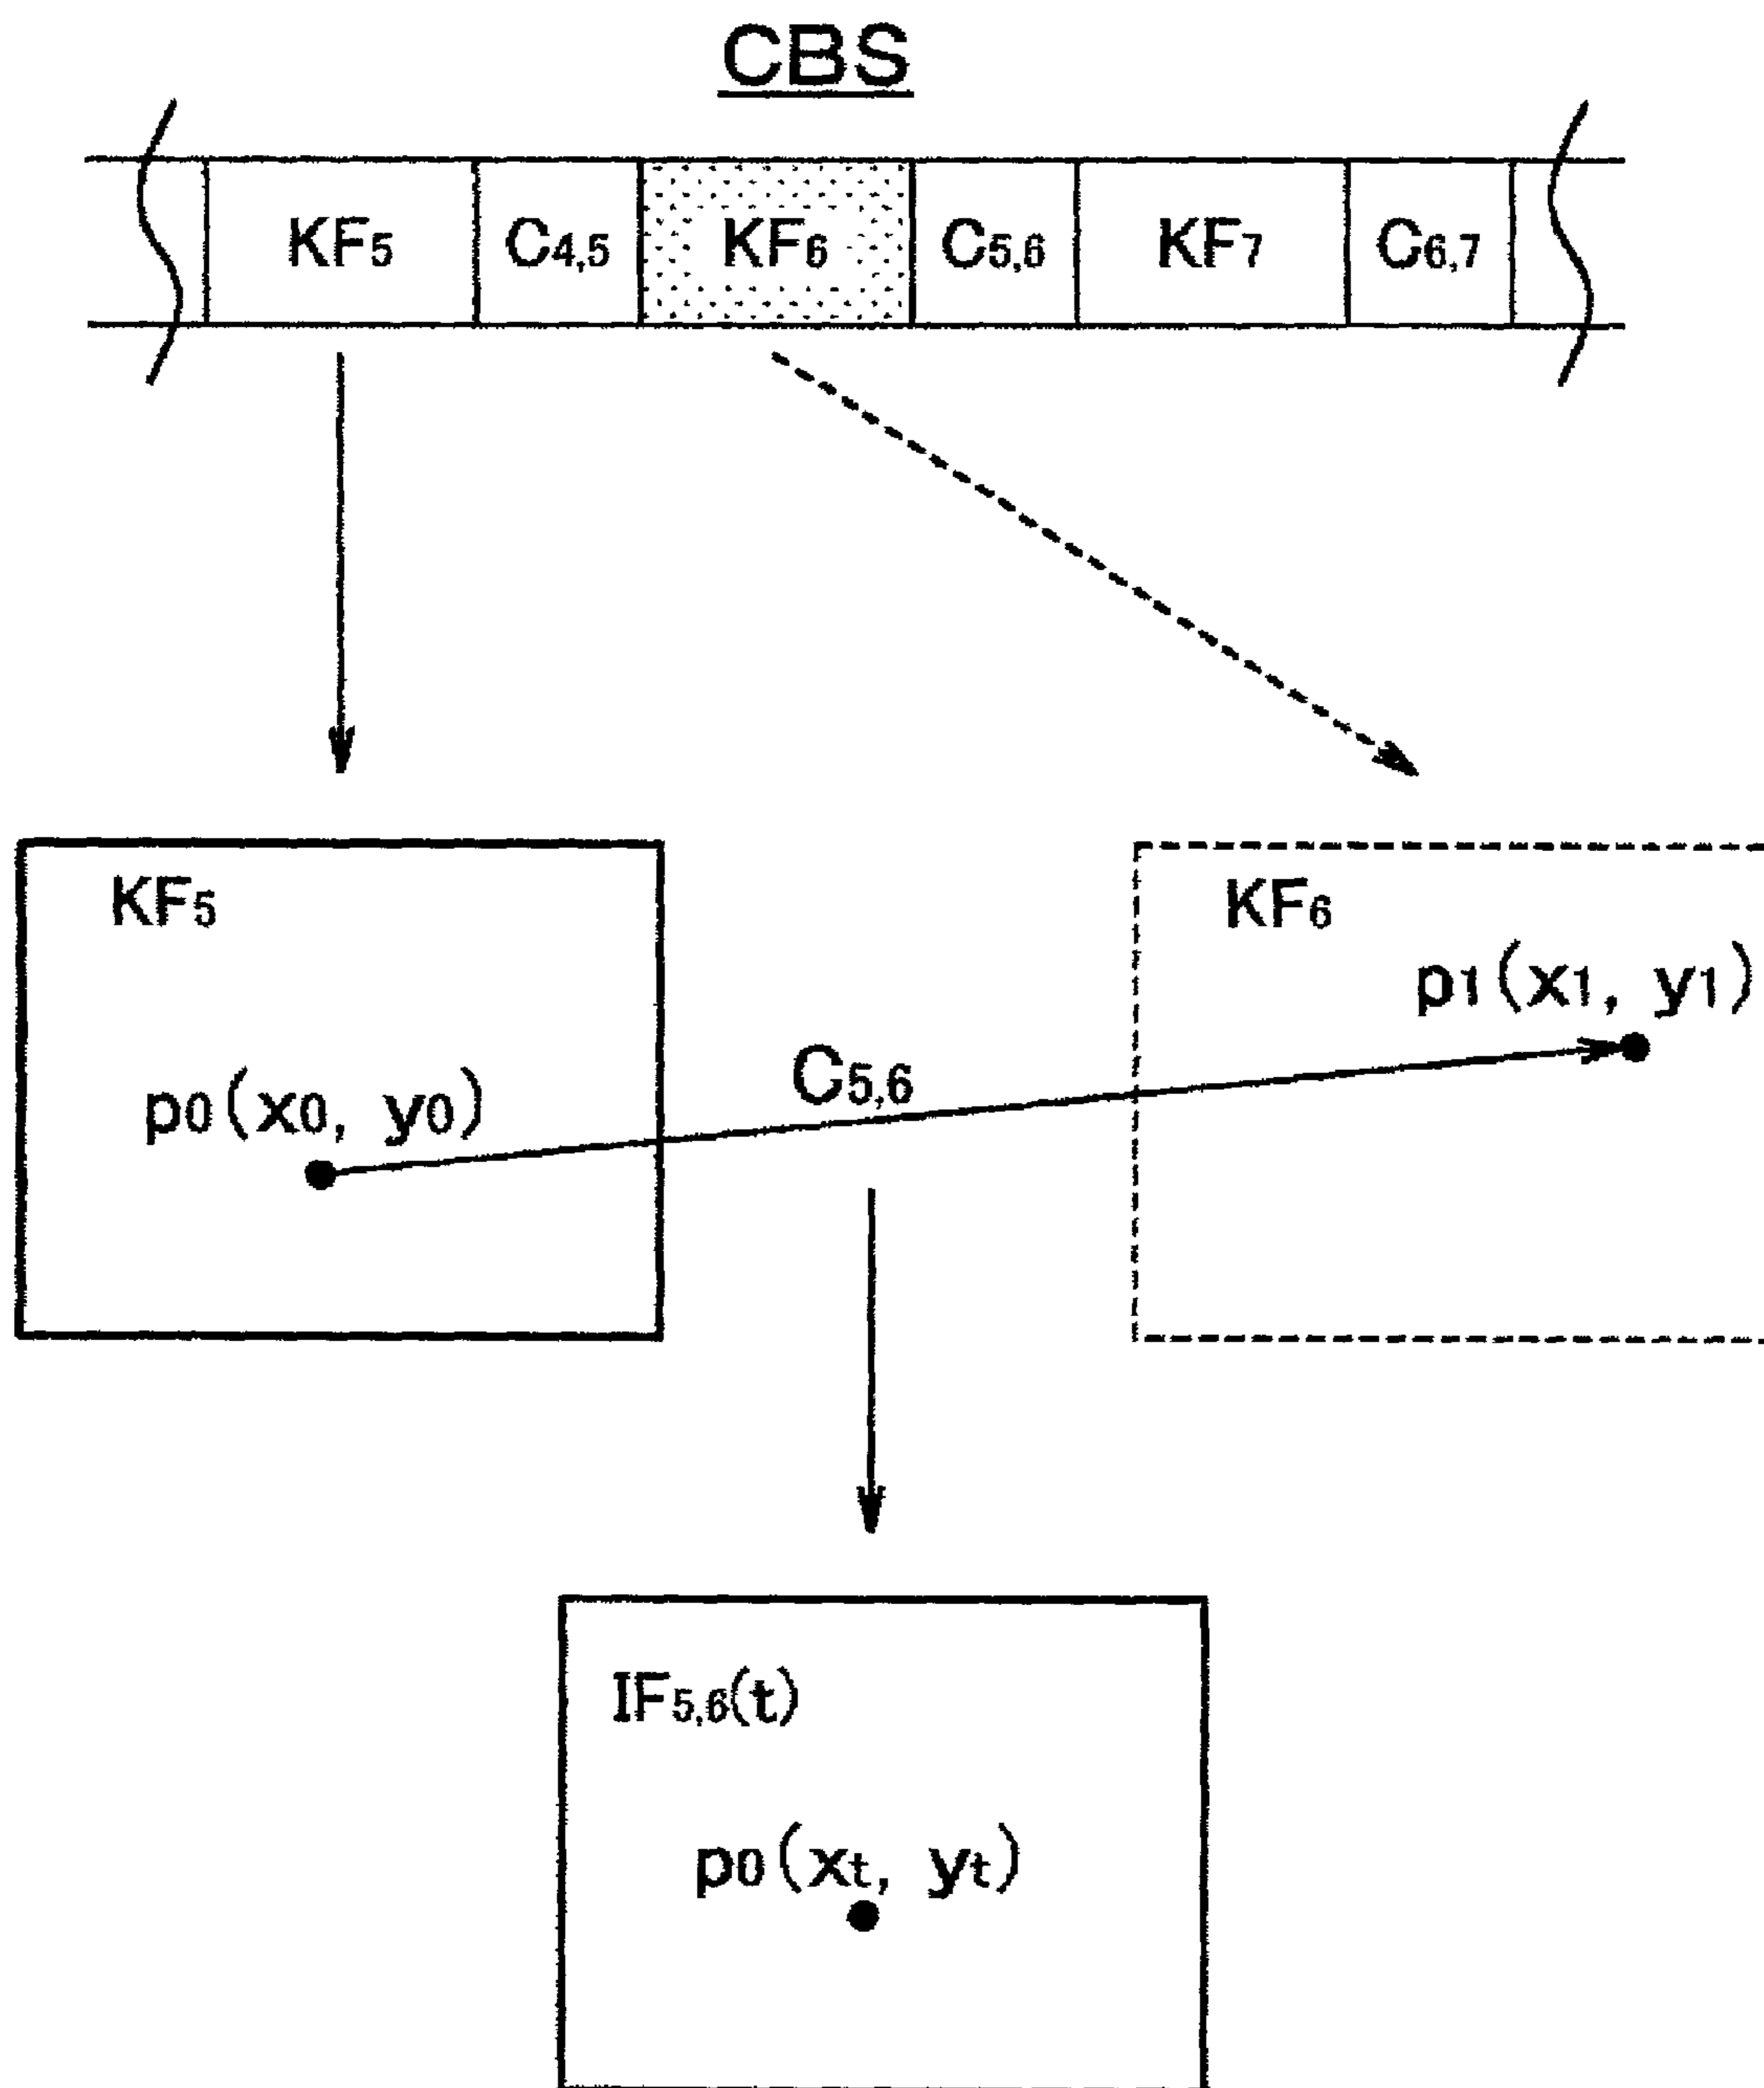 CBS
KF5 C4,5 KF6 C5,6 KF7 C6,7
KF5
KF6
p1(x1, y1)
C5,6
p0(x0, y0)
IF5,6(t)
p0(xt, yt)